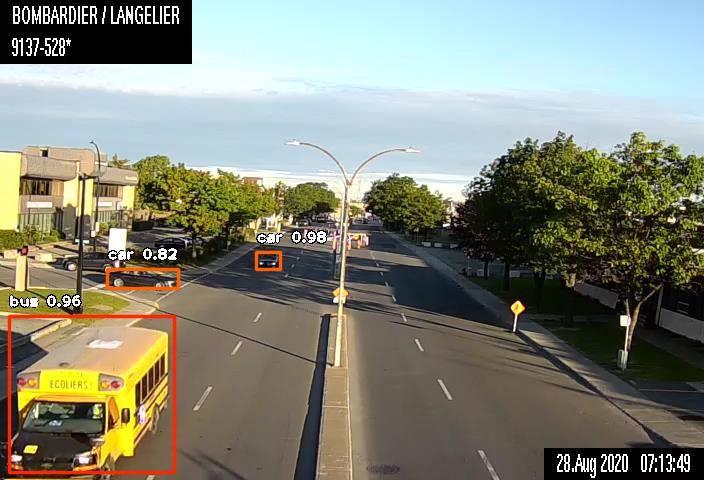 BOMBARDIER / LANGELIER
9137-528*
car 0.98
car 0.82
bus 0.96
ECOLIERS
28.Aug 2020 07:13:49